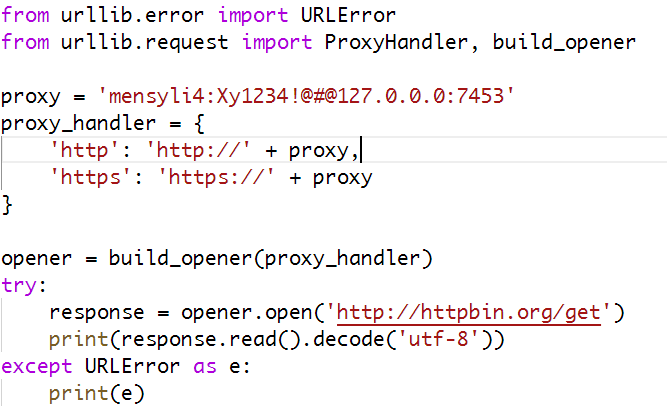 from urllib.error import URLError
from urllib.request import ProxyHandler, build_opener

proxy = 'mensyli4:Xy1234!@#@127.0.0.0:7453'
proxy_handler = {
    'http': 'http://' + proxy,
    'https': 'https://' + proxy
}

opener = build_opener(proxy_handler)
try:
    response = opener.open('http://httpbin.org/get')
    print(response.read().decode('utf-8'))
except URLError as e:
    print(e)